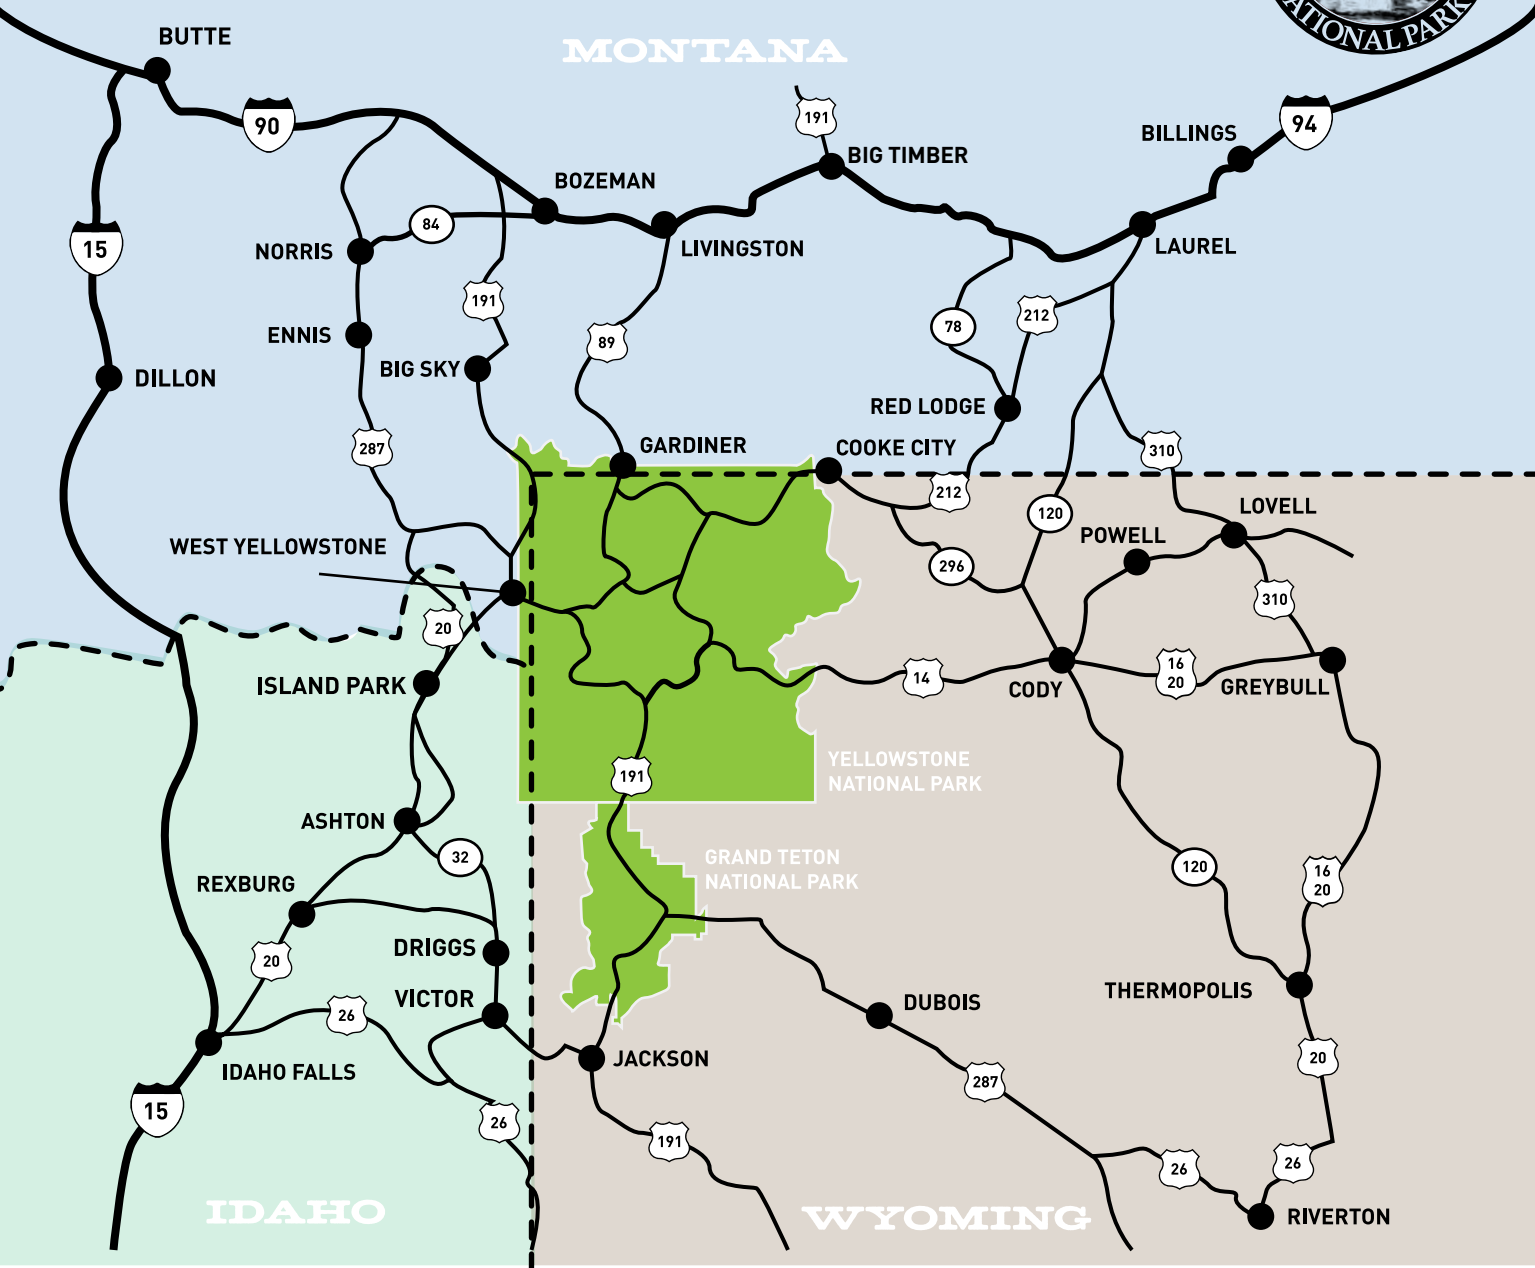 BUTTE
MONTANA
ATIONAL PARK
90
191
94
BILLINGS
BIG TIMBER
BOZEMAN
84
NORRIS
LIVINGSTON
LAUREL
15
191
78
212
ENNIS
89
BIG SKY
DILLON
RED LODGE
287
GARDINER
COOKE CITY
310
212
120
LOVELL
POWELL
WEST YELLOWSTONE
296
310
20
ISLAND PARK
14
CODY
16
20
GREYBULL
191
YELLOWSTONE
NATIONAL PARK
ASHTON
32
GRAND TETON
NATIONAL PARK
120
16
20
REXBURG
20
DRIGGS
VICTOR
26
DUBOIS
THERMOPOLIS
IDAHO FALLS
JACKSON
20
287
15
26
191
26
26
IDAHO
WYOMING
RIVERTON